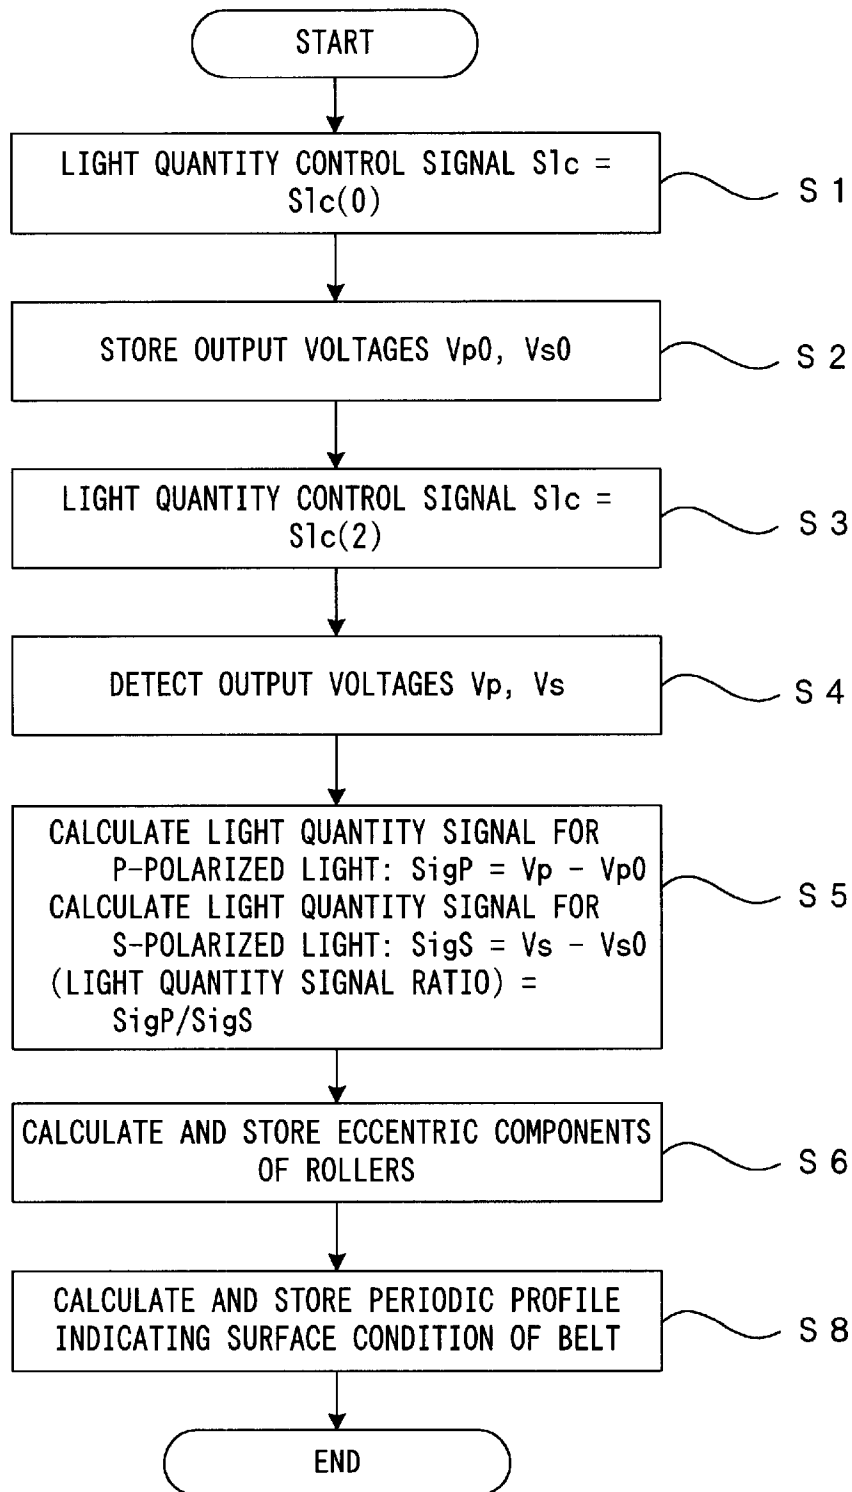 START
LIGHT QUANTITY CONTROL SIGNAL Slc =
Slc(0)
S 1
STORE OUTPUT VOLTAGES Vp0, Vs0
S 2
LIGHT QUANTITY CONTROL SIGNAL Slc =
Slc(2)
S 3
DETECT OUTPUT VOLTAGES Vp, Vs
S 4
CALCULATE LIGHT QUANTITY SIGNAL FOR
P-POLARIZED LIGHT: SigP = Vp - Vp0
CALCULATE LIGHT QUANTITY SIGNAL FOR
S-POLARIZED LIGHT: SigS = Vs - Vs0
(LIGHT QUANTITY SIGNAL RATIO) =
SigP/SigS
S 5
CALCULATE AND STORE ECCENTRIC COMPONENTS
OF ROLLERS
S 6
CALCULATE AND STORE PERIODIC PROFILE
INDICATING SURFACE CONDITION OF BELT
S 8
END